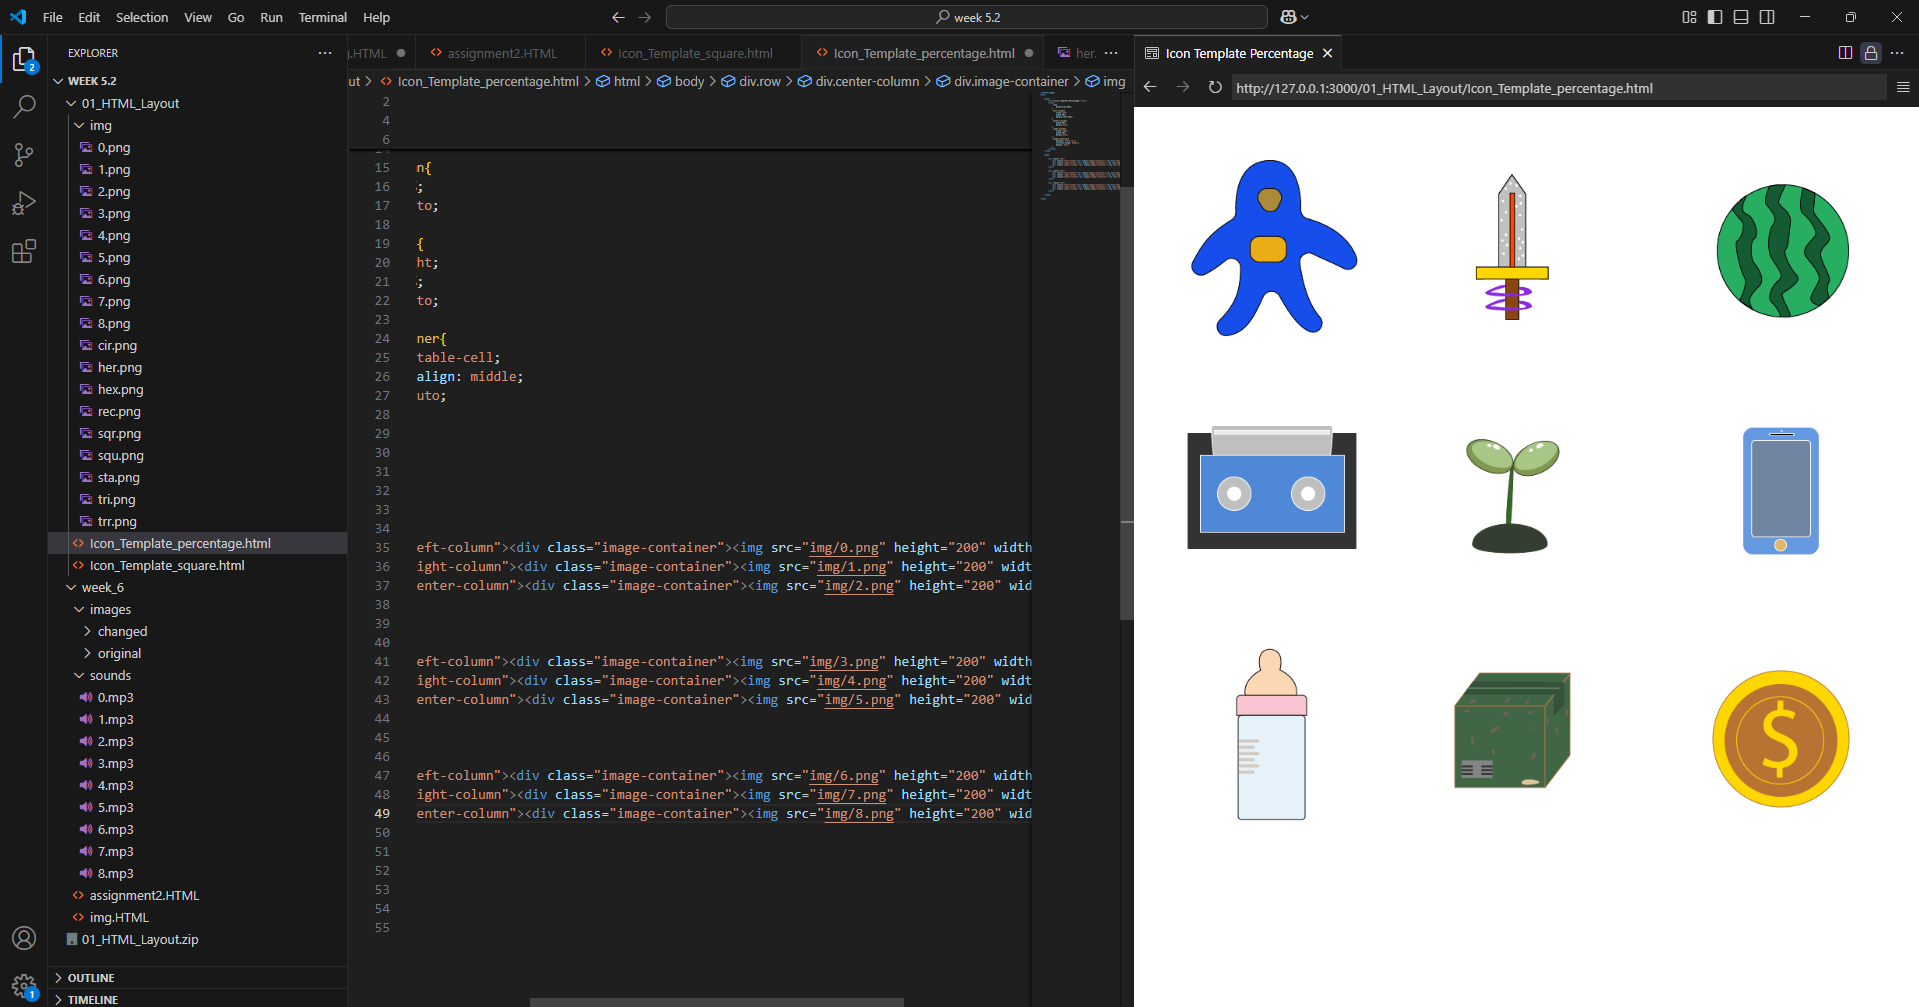 File Edit Selection View Go Run Terminal Help
week 5.2
EXPLORER
WEEK 5.2
01_HTML_Layout
img
0.png
1.png
2.png
3.png
4.png
5.png
6.png
7.png
8.png
cir.png
her.png
hex.png
rec.png
sqr.png
squ.png
sta.png
tri.png
trr.png
Icon_Template_percentage.html
Icon_Template_square.html
week_6
images
changed
original
sounds
0.mp3
1.mp3
2.mp3
3.mp3
4.mp3
5.mp3
6.mp3
7.mp3
8.mp3
assignment2.HTML
img.HTML
01_HTML_Layout.zip
OUTLINE
TIMELINE
2
1
g.HTML assignment2.HTML Icon_Template_square.html Icon_Template_percentage.html her.
out > Icon_Template_percentage.html > html > body > div.row > div.center-column > div.image-container > img
2
4
6
15 n{
16 ;
17 to;
18
19 {
20 ht;
21 ;
22 to;
23
24 ner{
25 table-cell;
26 align: middle;
27 uto;
28
29
30
31
32
33
34
35 eft-column"><div class="image-container"><img src="img/0.png" height="200" width
36 ight-column"><div class="image-container"><img src="img/1.png" height="200" widt
37 enter-column"><div class="image-container"><img src="img/2.png" height="200" wid
38
39
40
41 eft-column"><div class="image-container"><img src="img/3.png" height="200" width
42 ight-column"><div class="image-container"><img src="img/4.png" height="200" widt
43 enter-column"><div class="image-container"><img src="img/5.png" height="200" wid
44
45
46
47 eft-column"><div class="image-container"><img src="img/6.png" height="200" width
48 ight-column"><div class="image-container"><img src="img/7.png" height="200" widt
49 enter-column"><div class="image-container"><img src="img/8.png" height="200" wid
50
51
52
53
54
55
Icon Template Percentage
http://127.0.0.1:3000/01_HTML_Layout/Icon_Template_percentage.html
$